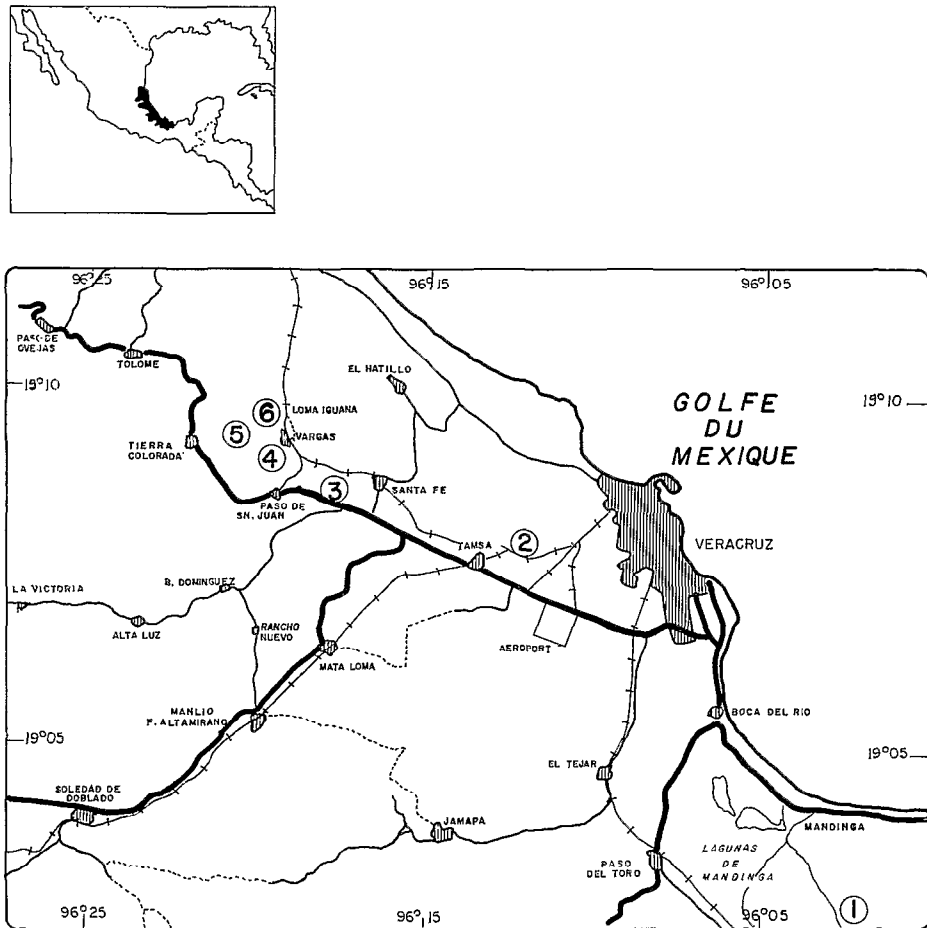 96°25
96°15
96°05
PASO DE
OVEJAS
TOLOME
19°10
EL HATILLO
19°10
GOLFE
DU
MEXIQUE
⑥
LOMA IGUANA
⑤
VARGAS
TIERRA
COLORADA
④
③
SANTA FE
PASO DE
SN. JUAN
②
TAMSA
VERACRUZ
LA VICTORIA
B. DOMINGUEZ
ALTA LUZ
RANCHO
NUEVO
AEROPORT
MATA LOMA
MANLIO
F. ALTAMIRANO
BOCA DEL RIO
19°05
19°05
EL TEJAR
SOLEDAD DE
DOBLADO
JAMAPA
MANDINGA
LAGUNAS
DE
MANDINGA
PASO
DEL TORO
96°25
96°15
96°05
①